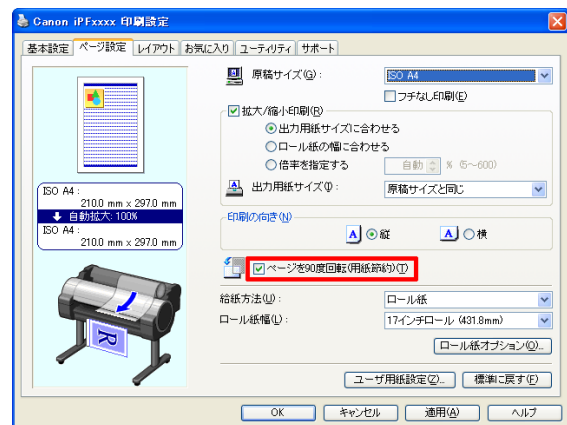 Canon iPFxxxx 印刷設定
基本設定 ページ設定 レイアウト お気に入り ユーティリティ サポート
原稿サイズ(G) : ISO A4
フチなし印刷(E)
拡大/縮小印刷(R)
出力用紙サイズに合わせる
ロール紙の幅に合わせる
倍率を指定する 自動 % (5~600)
出力用紙サイズ(I) : 原稿サイズと同じ
ISO A4 :
210.0 mm x 297.0 mm
自動拡大: 100%
ISO A4 :
210.0 mm x 297.0 mm
印刷の向き(N)
A 縦 A 横
ページを90度回転(用紙節約)(T)
給紙方法(U) : ロール紙
ロール紙幅(L) : 17インチロール (431.8mm)
ロール紙オプション(O)...
ユーザ用紙設定(Z)... 標準に戻す(F)
OK キャンセル 適用(A) ヘルプ